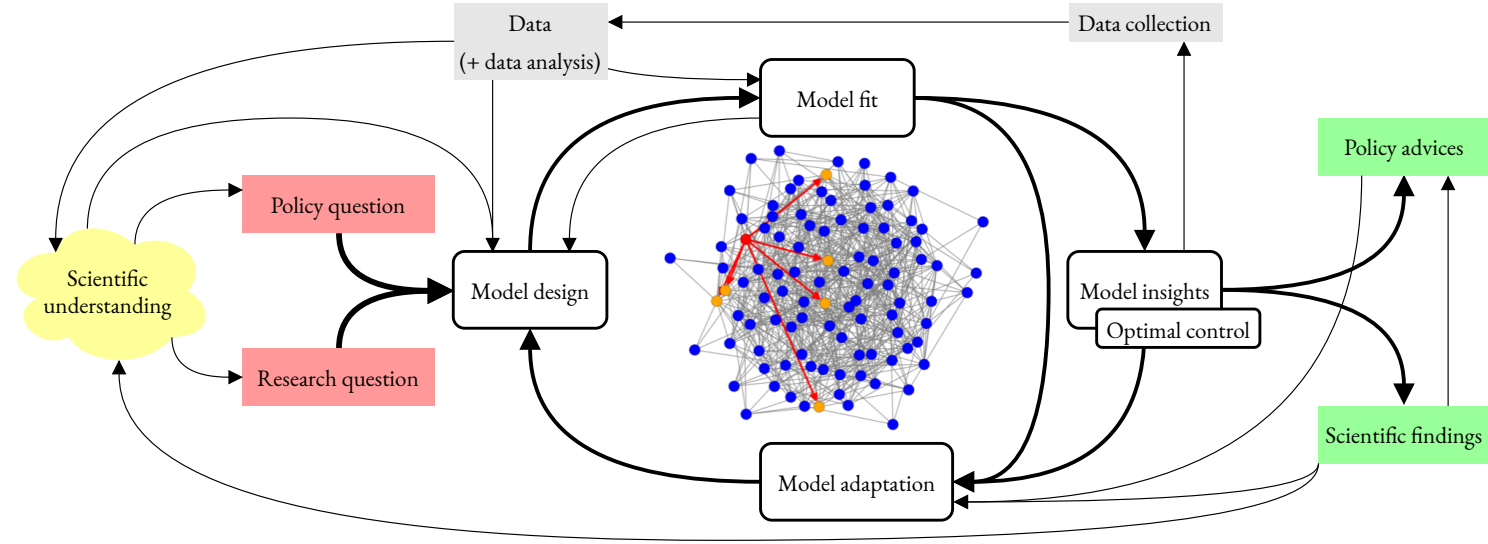 Data
(+ data analysis)
Data collection
Model fit
Policy advices
Policy question
Scientific
understanding
Model design
Model insights
Optimal control
Research question
Scientific findings
Model adaptation